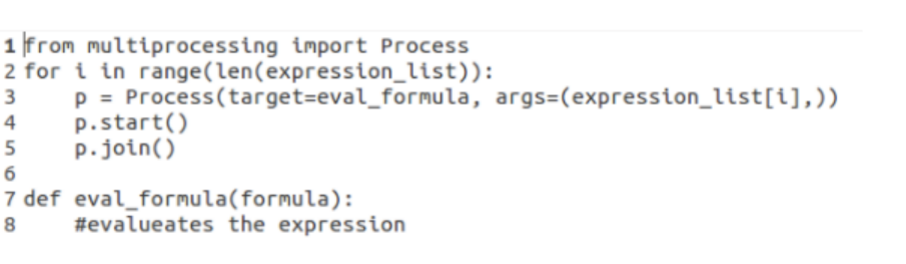 1 from multiprocessing import Process
2 for i in range(len(expression_list)):
3     p = Process(target=eval_formula, args=(expression_list[i],))
4     p.start()
5     p.join()
6
7 def eval_formula(formula):
8     #evalueates the expression